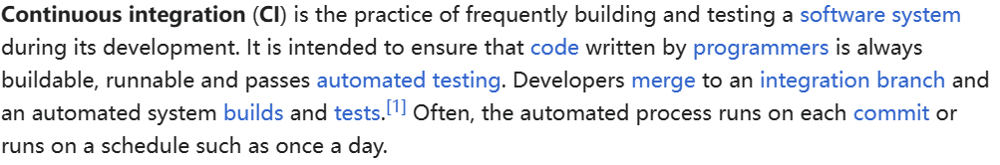 Continuous integration (CI) is the practice of frequently building and testing a software system
during its development. It is intended to ensure that code written by programmers is always
buildable, runnable and passes automated testing. Developers merge to an integration branch and
an automated system builds and tests.[1] Often, the automated process runs on each commit or
runs on a schedule such as once a day.